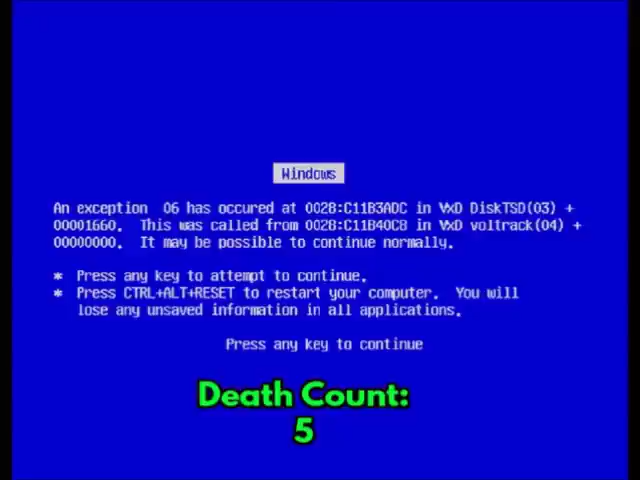 Windows
An exception 06 has occured at 0028:C11B3ADC in VxD DiskTSD(03) +
00001660. This was called from 0028:C11B40C8 in VxD voltrack(04) +
00000000. It may be possible to continue normally.
* Press any key to attempt to continue.
* Press CTRL+ALT+RESET to restart your computer. You will
lose any unsaved information in all applications.
Press any key to continue
Death Count:
5